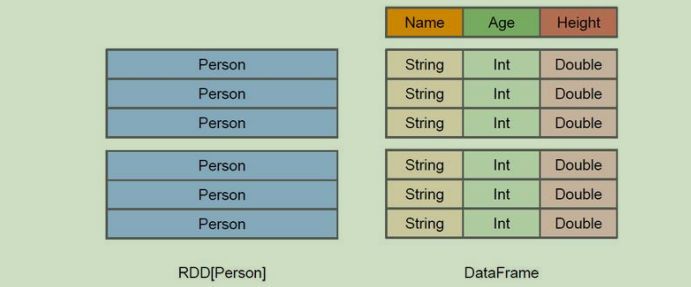 Name Age Height
Person
Person
Person
String Int Double
String Int Double
String Int Double
Person
Person
Person
String Int Double
String Int Double
String Int Double
RDD[Person]
DataFrame